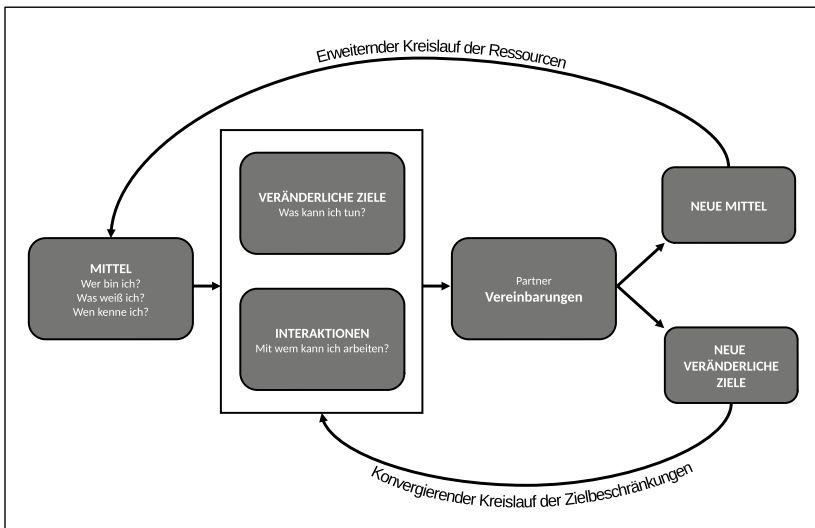 Erweiternder Kreislauf der Ressourcen
MITTEL
Wer bin ich?
Was weiß ich?
Wen kenne ich?
VERÄNDERLICHE ZIELE
Was kann ich tun?
INTERAKTIONEN
Mit wem kann ich arbeiten?
Partner
Vereinbarungen
NEUE MITTEL
NEUE
VERÄNDERLICHE
ZIELE
Konvergierender Kreislauf der Zielbeschränkungen